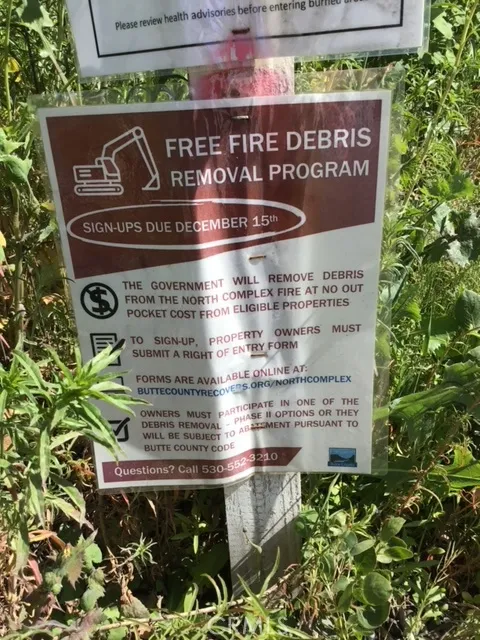 Please review health advisories before entering burned
FREE FIRE DEBRIS
REMOVAL PROGRAM
SIGN-UPS DUE DECEMBER 15th
THE GOVERNMENT WILL REMOVE DEBRIS
FROM THE NORTH COMPLEX FIRE AT NO OUT
POCKET COST FROM ELIGIBLE PROPERTIES
TO SIGN-UP, PROPERTY OWNERS MUST
SUBMIT A RIGHT OF ENTRY FORM
FORMS ARE AVAILABLE ONLINE AT:
BUTTECOUNTYRECOVERS.ORG/NORTHCOMPLEX
OWNERS MUST PARTICIPATE IN ONE OF THE
DEBRIS REMOVAL - PHASE II OPTIONS OR THEY
WILL BE SUBJECT TO ABATEMENT PURSUANT TO
BUTTE COUNTY CODE
Questions? Call 530-552-3210
CRMLS